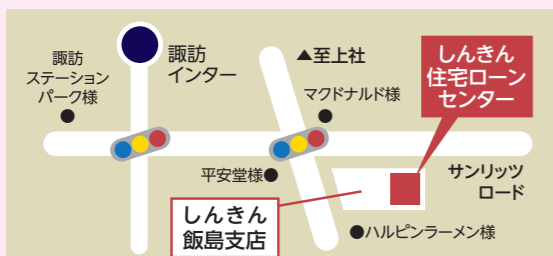 諏訪
ステーション
パーク様
諏訪
インター
▲至上社
マクドナルド様
しんきん
住宅ローン
センター
平安堂様
サンリッツ
ロード
しんきん
飯島支店
ハルピンラーメン様